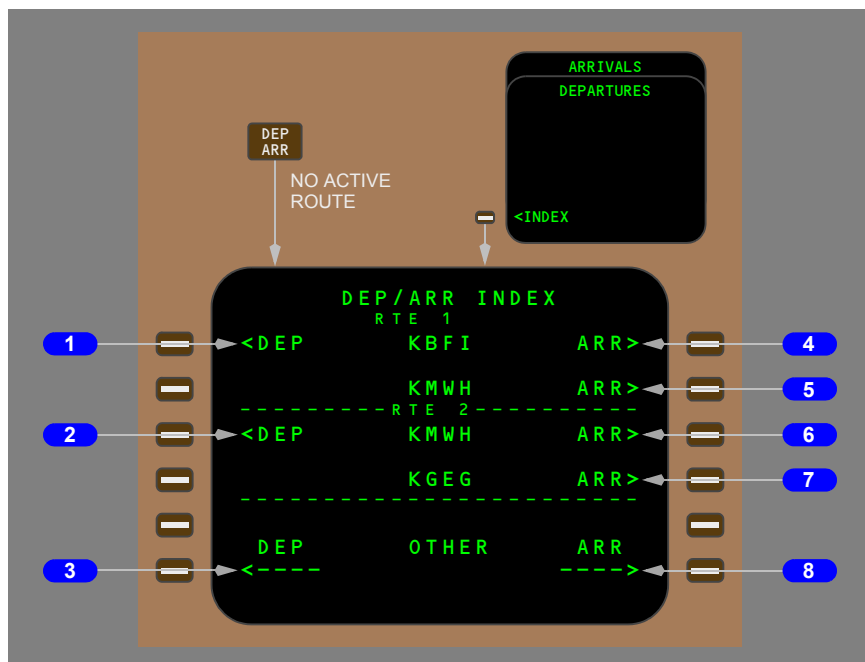 ARRIVALS
DEPARTURES
DEP
ARR
NO ACTIVE
ROUTE
<INDEX
DEP/ARR INDEX
RTE 1
1 <DEP KBFI ARR> 4
KMWH ARR> 5
---------RTE 2----------
2 <DEP KMWH ARR> 6
KGEG ARR> 7
------------------------
DEP OTHER ARR
3 <---- ----> 8